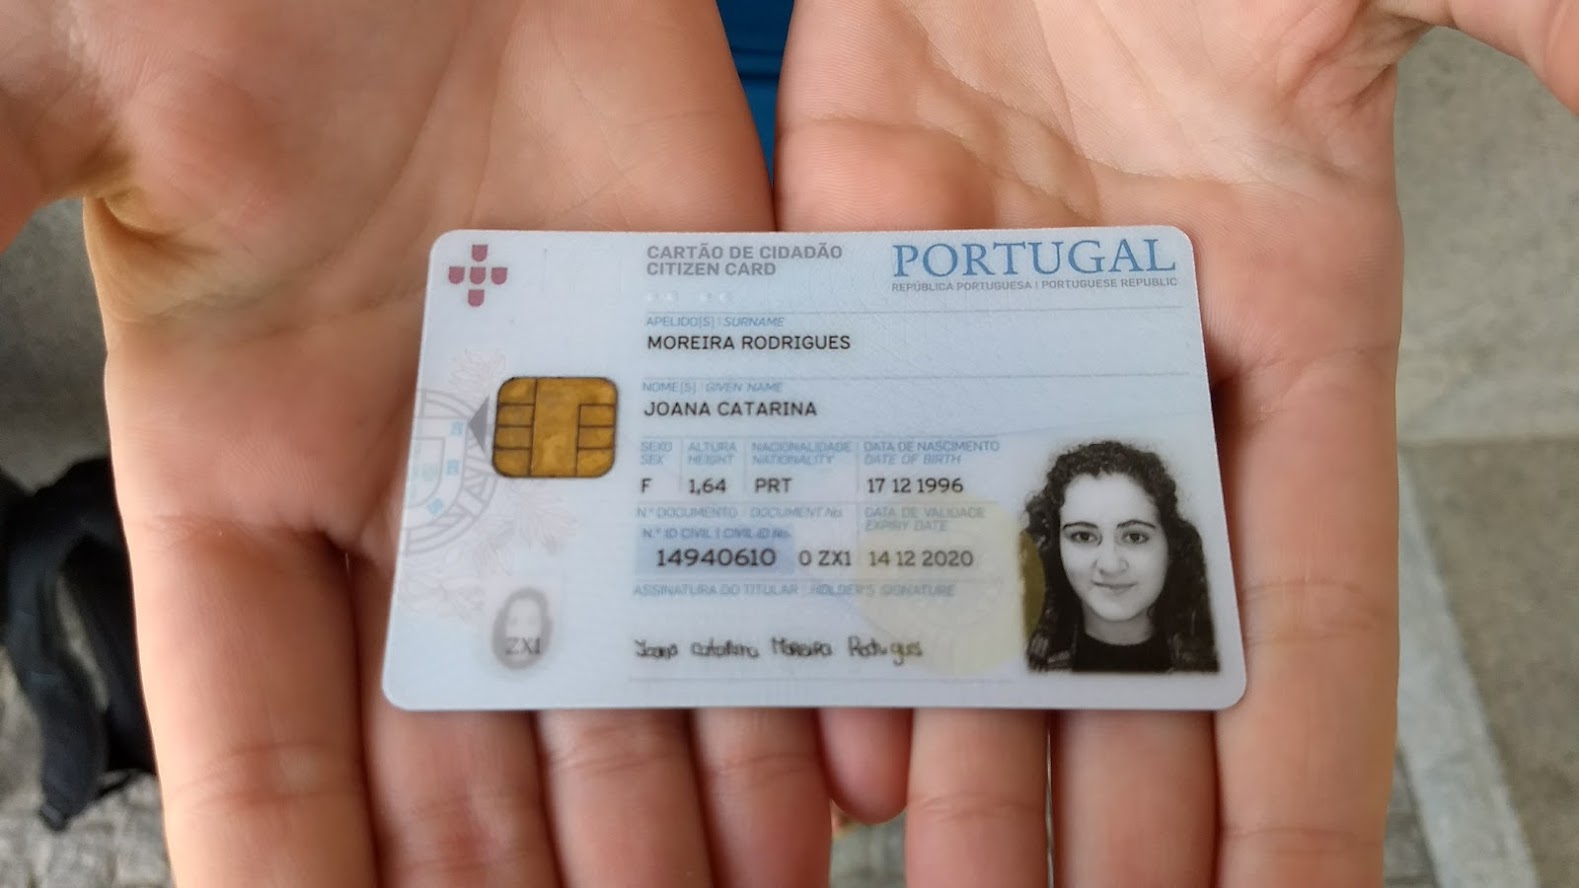 CARTÃO DE CIDADÃO
CITIZEN CARD
PORTUGAL
REPÚBLICA PORTUGUESA | PORTUGUESE REPUBLIC
APELIDO[S] | SURNAME
MOREIRA RODRIGUES
NOME[S] | GIVEN NAME
JOANA CATARINA
SEXO ALTURA NACIONALIDADE DATA DE NASCIMENTO
SEX HEIGHT NATIONALITY DATE OF BIRTH
F 1,64 PRT 17 12 1996
N.º DOCUMENTO | DOCUMENT No. DATA DE VALIDADE
EXPIRY DATE
N.º ID CIVIL | CIVIL ID No.
14940610 0 ZX1 14 12 2020
ASSINATURA DO TITULAR | HOLDER'S SIGNATURE
Joana Catarina Moreira Rodrigues
ZX1